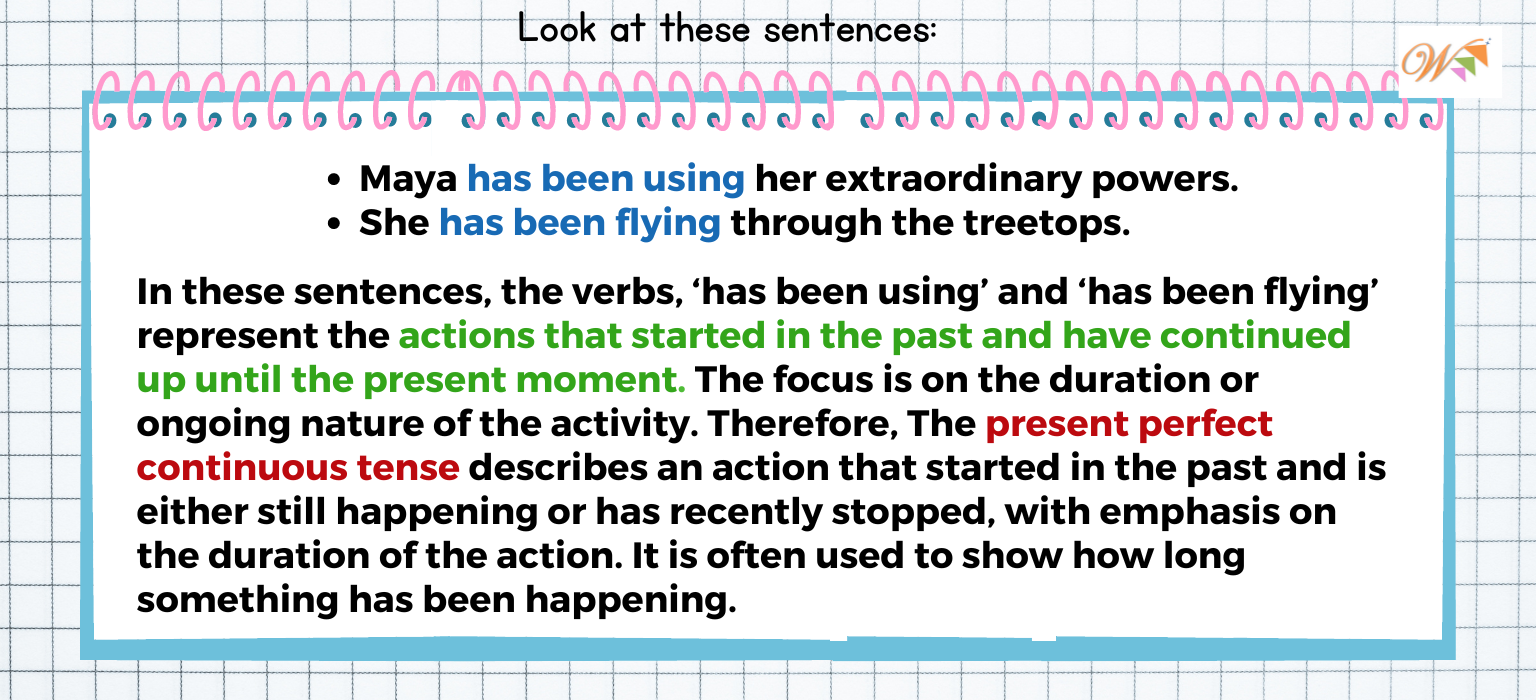 Look at these sentences:
W
• Maya has been using her extraordinary powers.
• She has been flying through the treetops.
In these sentences, the verbs, ‘has been using’ and ‘has been flying’
represent the actions that started in the past and have continued
up until the present moment. The focus is on the duration or
ongoing nature of the activity. Therefore, The present perfect
continuous tense describes an action that started in the past and is
either still happening or has recently stopped, with emphasis on
the duration of the action. It is often used to show how long
something has been happening.